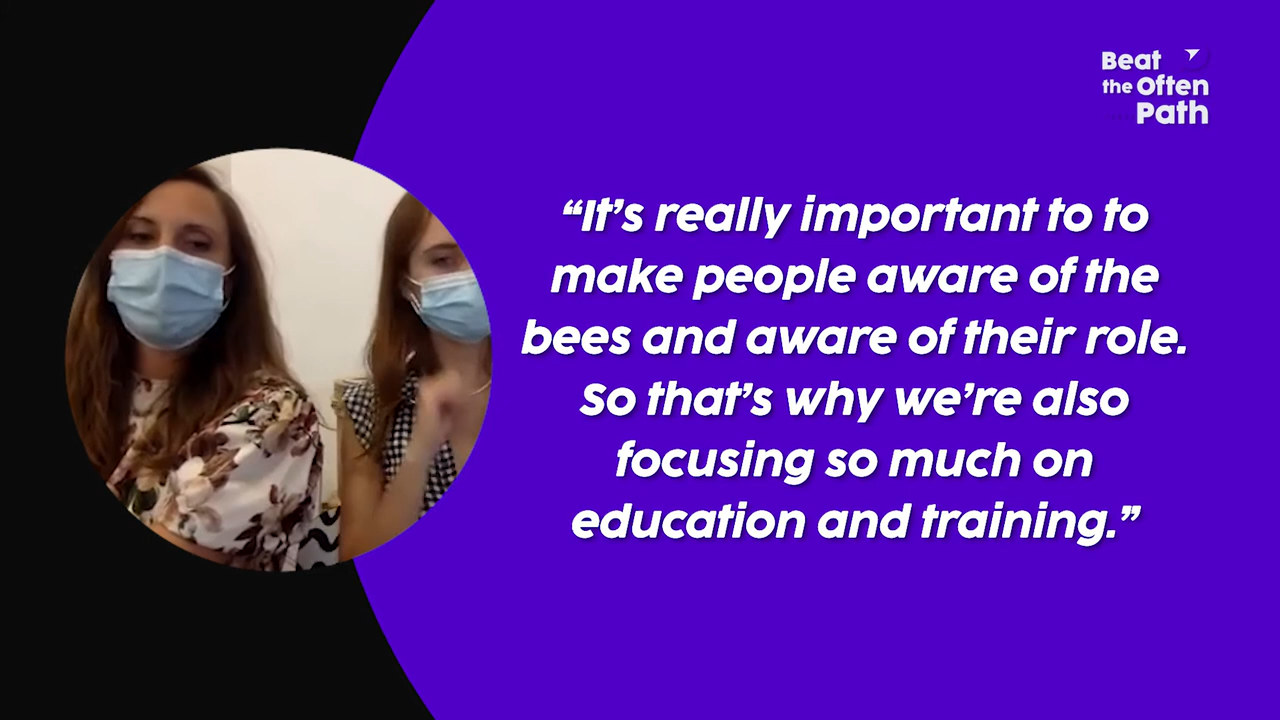 Beat
the Often
Path
“It’s really important to to
make people aware of the
bees and aware of their role.
So that’s why we’re also
focusing so much on
education and training.”